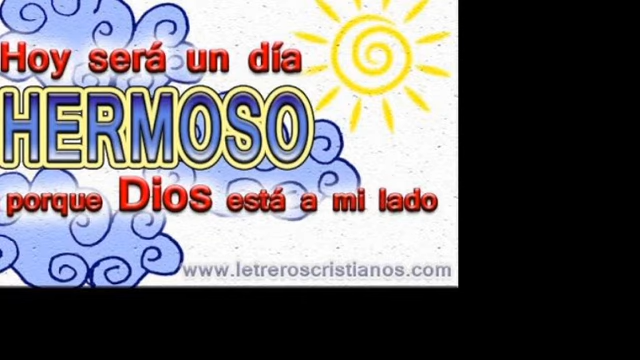 Hoy será un día
HERMOSO
porque Dios está a mi lado
www.letreroscristianos.com